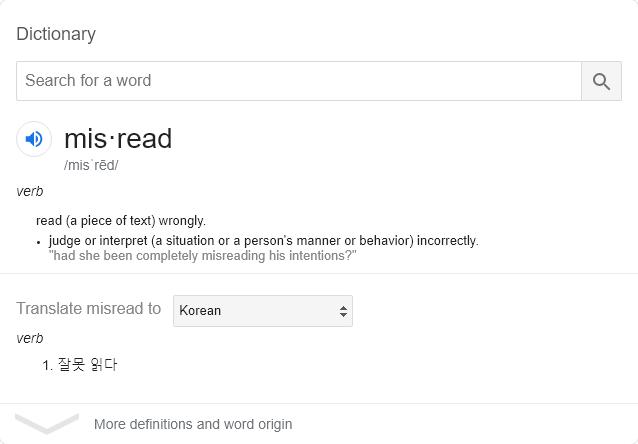 Dictionary
Search for a word
mis·read
/misˈrēd/
verb
read (a piece of text) wrongly.
• judge or interpret (a situation or a person's manner or behavior) incorrectly.
"had she been completely misreading his intentions?"
Translate misread to Korean
verb
1. 잘못 읽다
More definitions and word origin